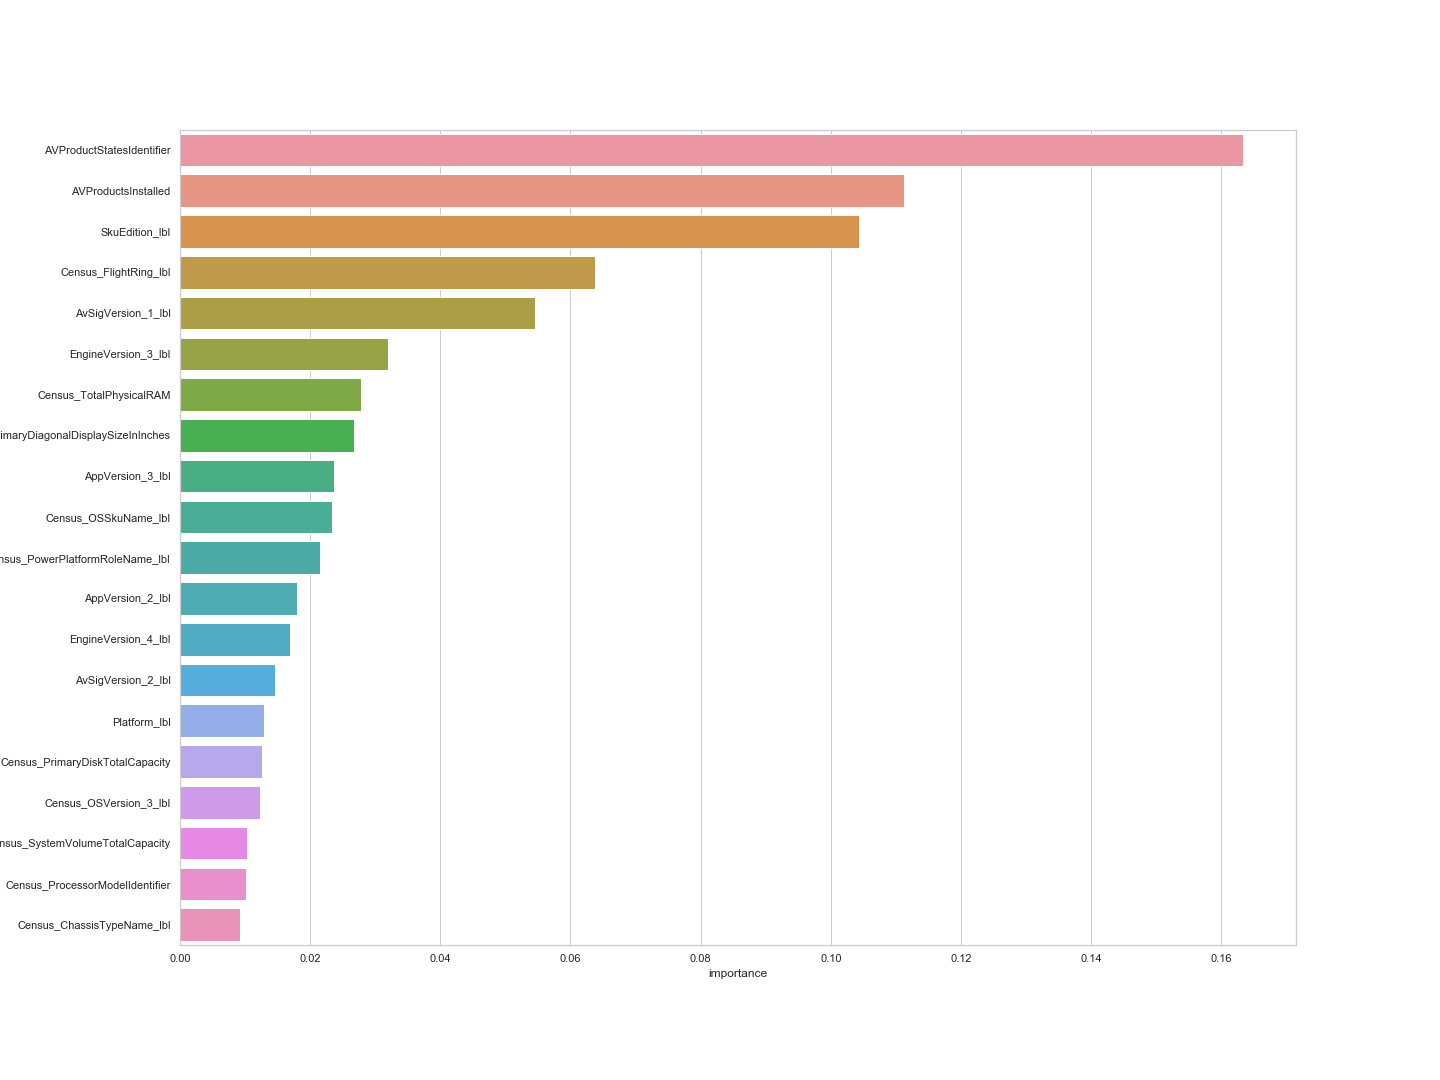 AVProductStatesIdentifier
AVProductsInstalled
SkuEdition_lbl
Census_FlightRing_lbl
AvSigVersion_1_lbl
EngineVersion_3_lbl
Census_TotalPhysicalRAM
rimaryDiagonalDisplaySizeInInches
AppVersion_3_lbl
Census_OSSkuName_lbl
nsus_PowerPlatformRoleName_lbl
AppVersion_2_lbl
EngineVersion_4_lbl
AvSigVersion_2_lbl
Platform_lbl
Census_PrimaryDiskTotalCapacity
Census_OSVersion_3_lbl
nsus_SystemVolumeTotalCapacity
Census_ProcessorModelIdentifier
Census_ChassisTypeName_lbl
0.00 0.02 0.04 0.06 0.08 0.10 0.12 0.14 0.16
importance